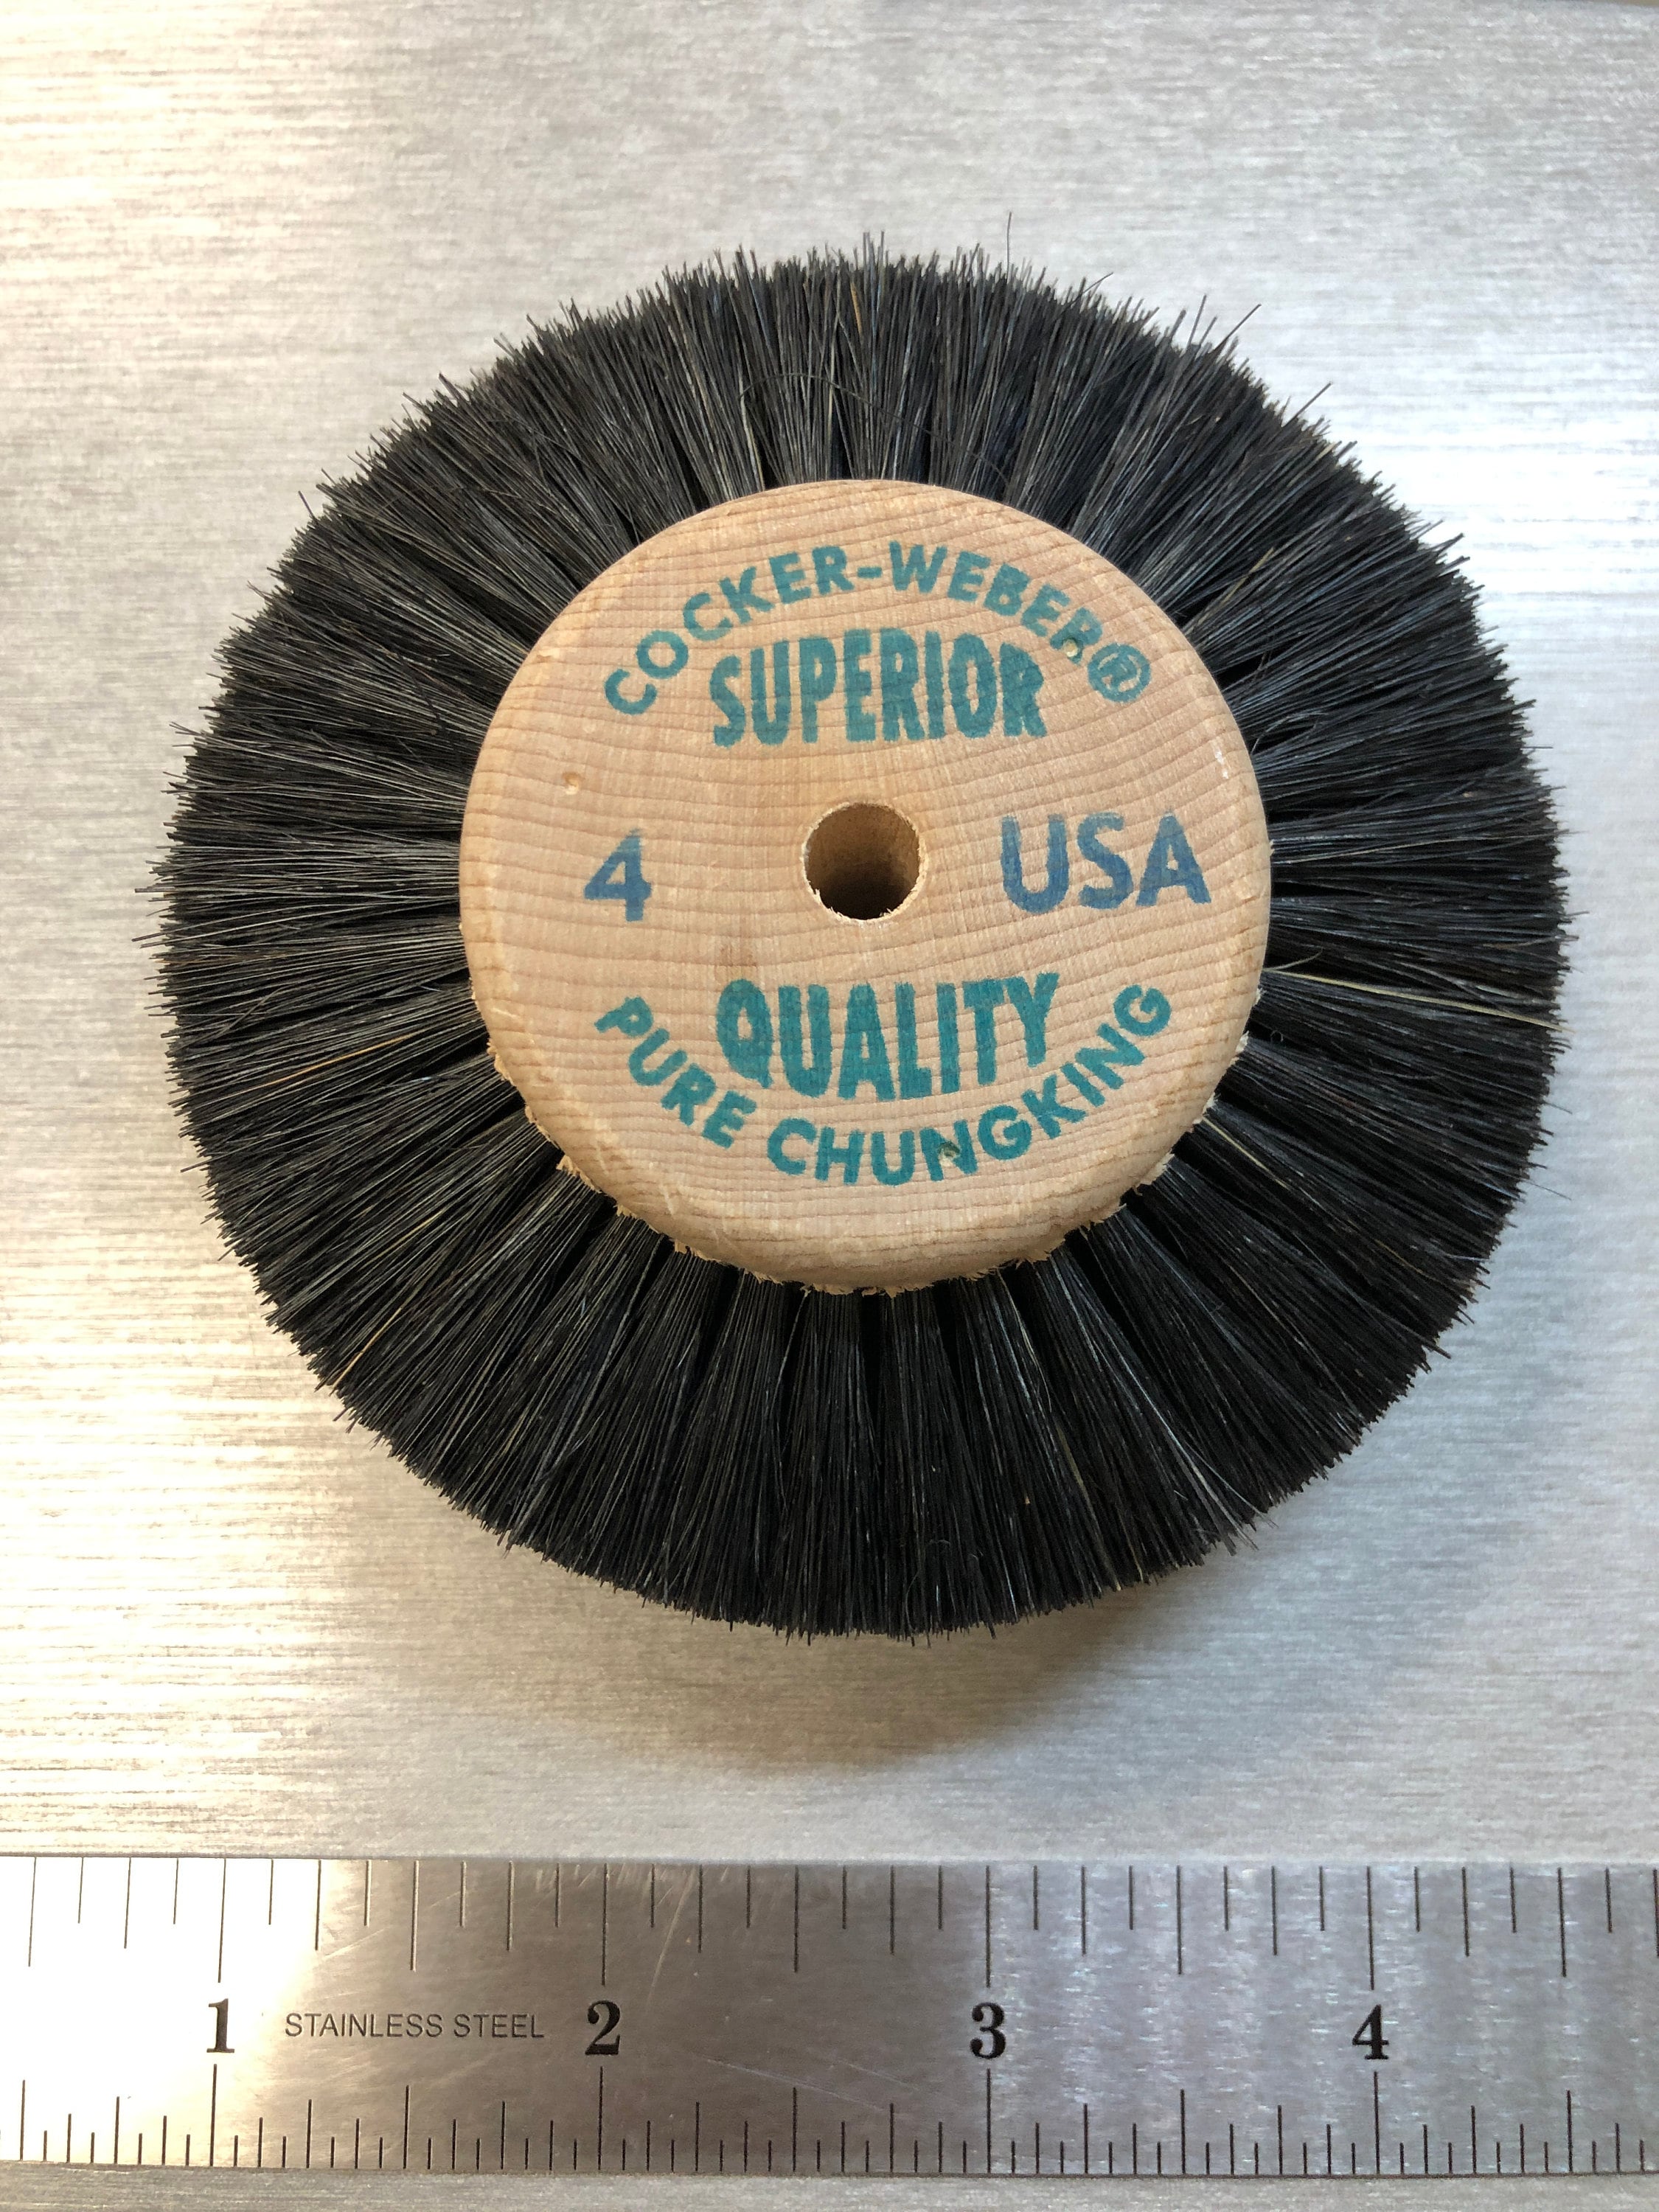 COCKER-WEBER®
SUPERIOR
4 USA
QUALITY
PURE CHUNGKING
1 STAINLESS STEEL 2 3 4